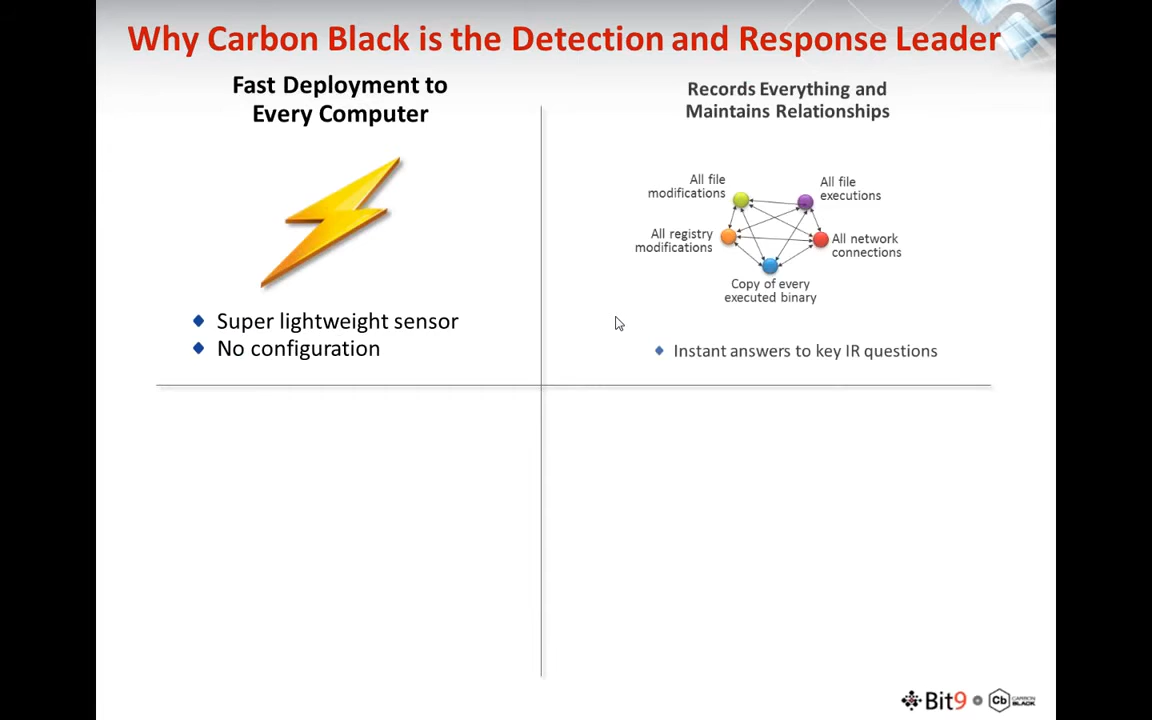 Why Carbon Black is the Detection and Response Leader
Fast Deployment to
Every Computer
Super lightweight sensor
No configuration
Records Everything and
Maintains Relationships
All file
modifications
All file
executions
All registry
modifications
All network
connections
Copy of every
executed binary
Instant answers to key IR questions
Bit9
Cb
CARBON
BLACK